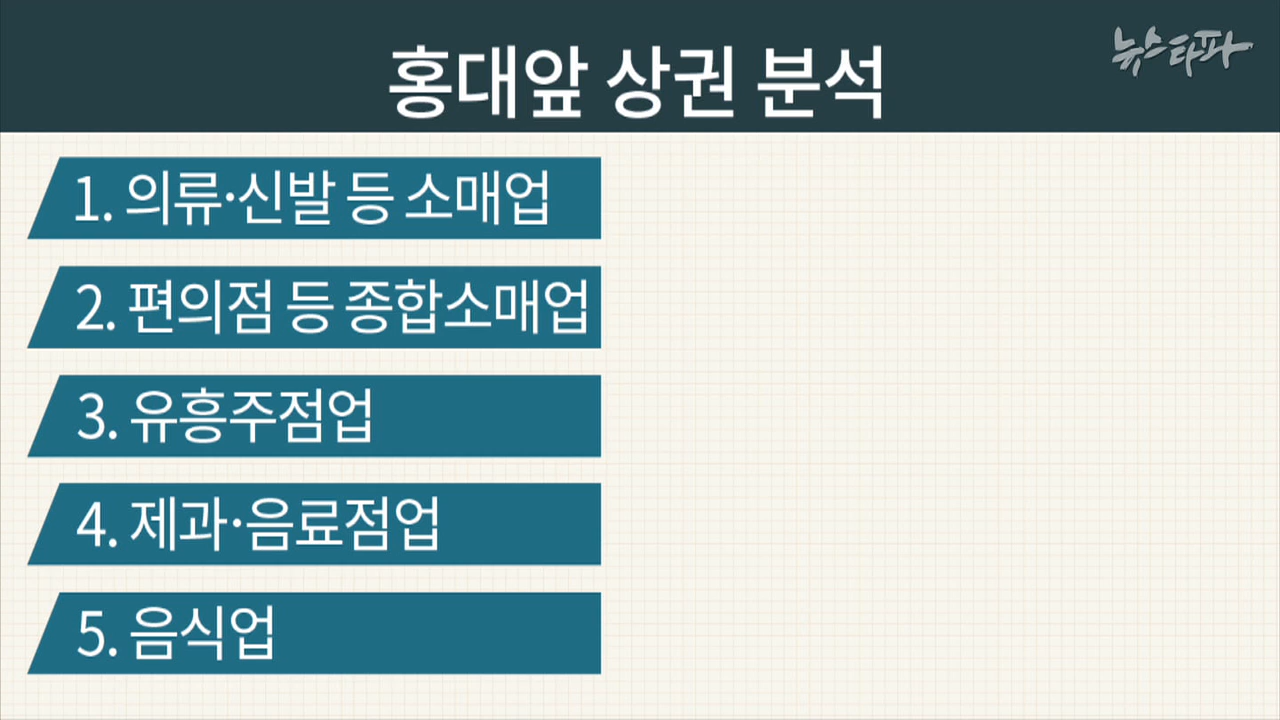 뉴스타파
홍대앞 상권 분석
1. 의류·신발 등 소매업
2. 편의점 등 종합소매업
3. 유흥주점업
4. 제과·음료점업
5. 음식업